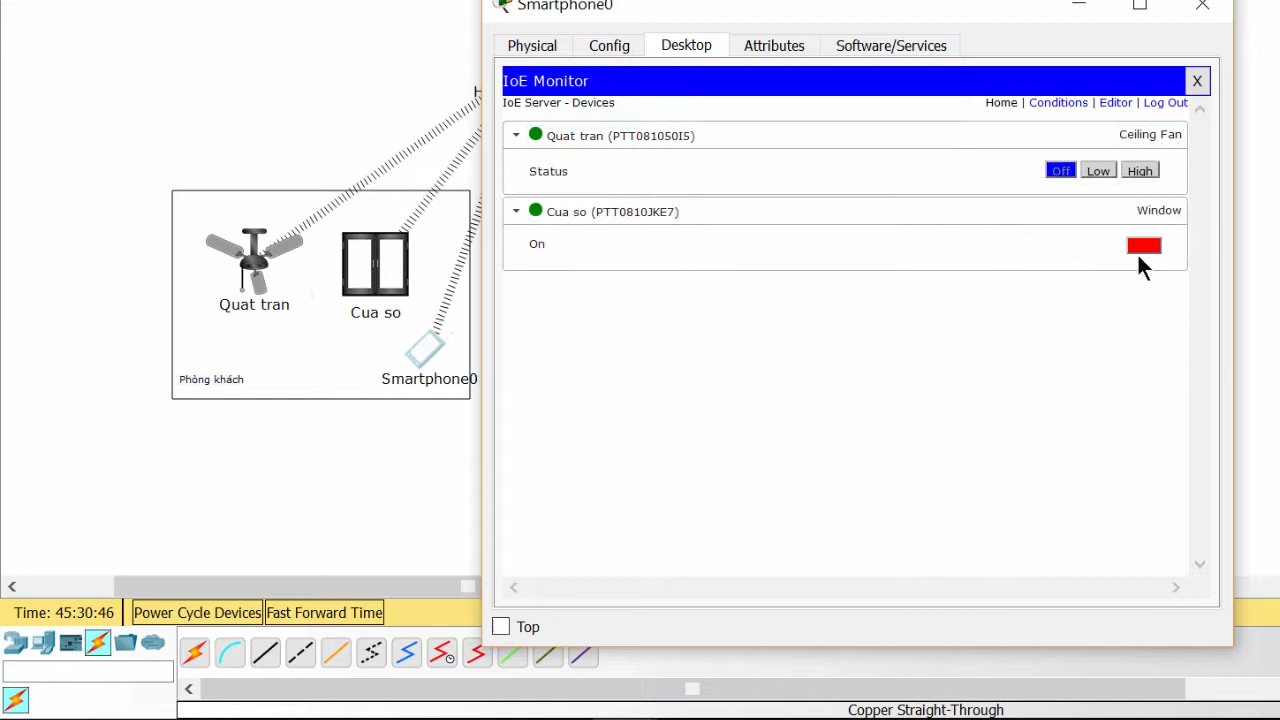 Smartphone0
Physical Config Desktop Attributes Software/Services
IoE Monitor X
IoE Server - Devices Home | Conditions | Editor | Log Out
Quat tran (PTT081050I5) Ceiling Fan
Status Off Low High
Cua so (PTT0810JKE7) Window
On
H
Quat tran
Cua so
Smartphone0
Phòng khách
Top
Time: 45:30:46 Power Cycle Devices Fast Forward Time
Copper Straight-Through